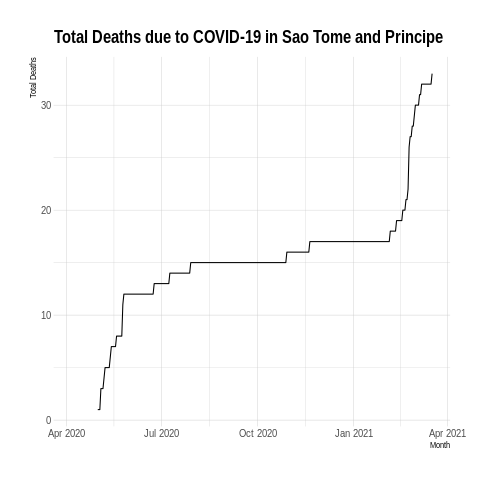 Total Deaths due to COVID-19 in Sao Tome and Principe
Total Deaths
30
20
10
0
Apr 2020 Jul 2020 Oct 2020 Jan 2021 Apr 2021
Month